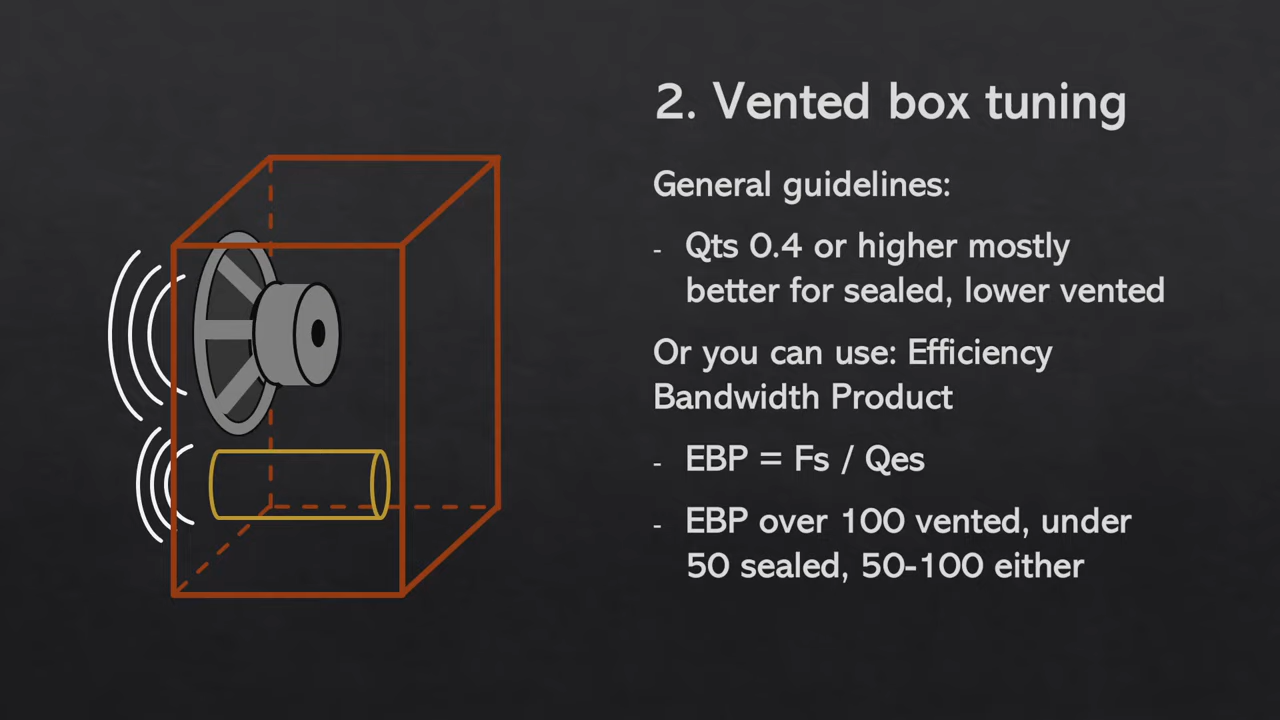 2. Vented box tuning
General guidelines:
- Qts 0.4 or higher mostly
better for sealed, lower vented
Or you can use: Efficiency
Bandwidth Product
- EBP = Fs / Qes
- EBP over 100 vented, under
50 sealed, 50-100 either